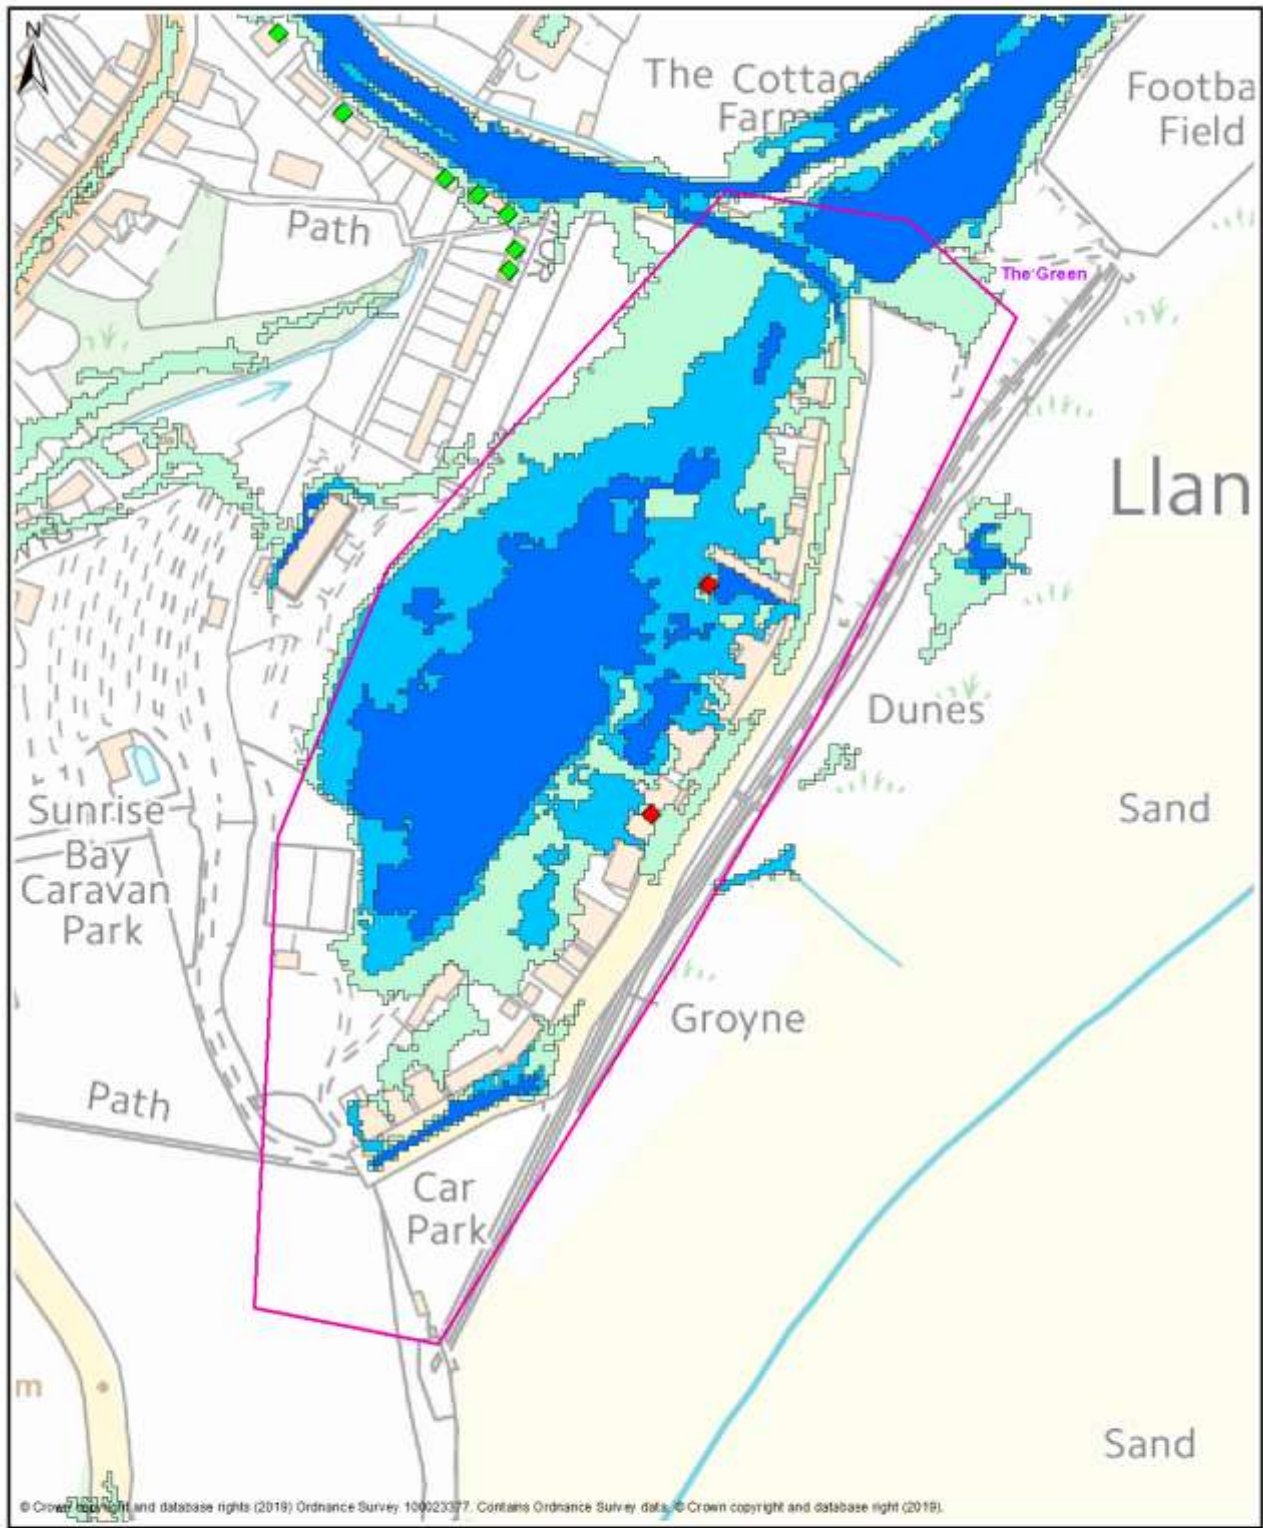 N
The Cottag
Farm
Footba
Field
Path
The Green
Llan
Dunes
Sand
Sunrise
Bay
Caravan
Park
Groyne
Path
Car
Park
m
Sand
© Crown copyright and database rights (2019) Ordnance Survey 100023377. Contains Ordnance Survey data. © Crown copyright and database right (2019).